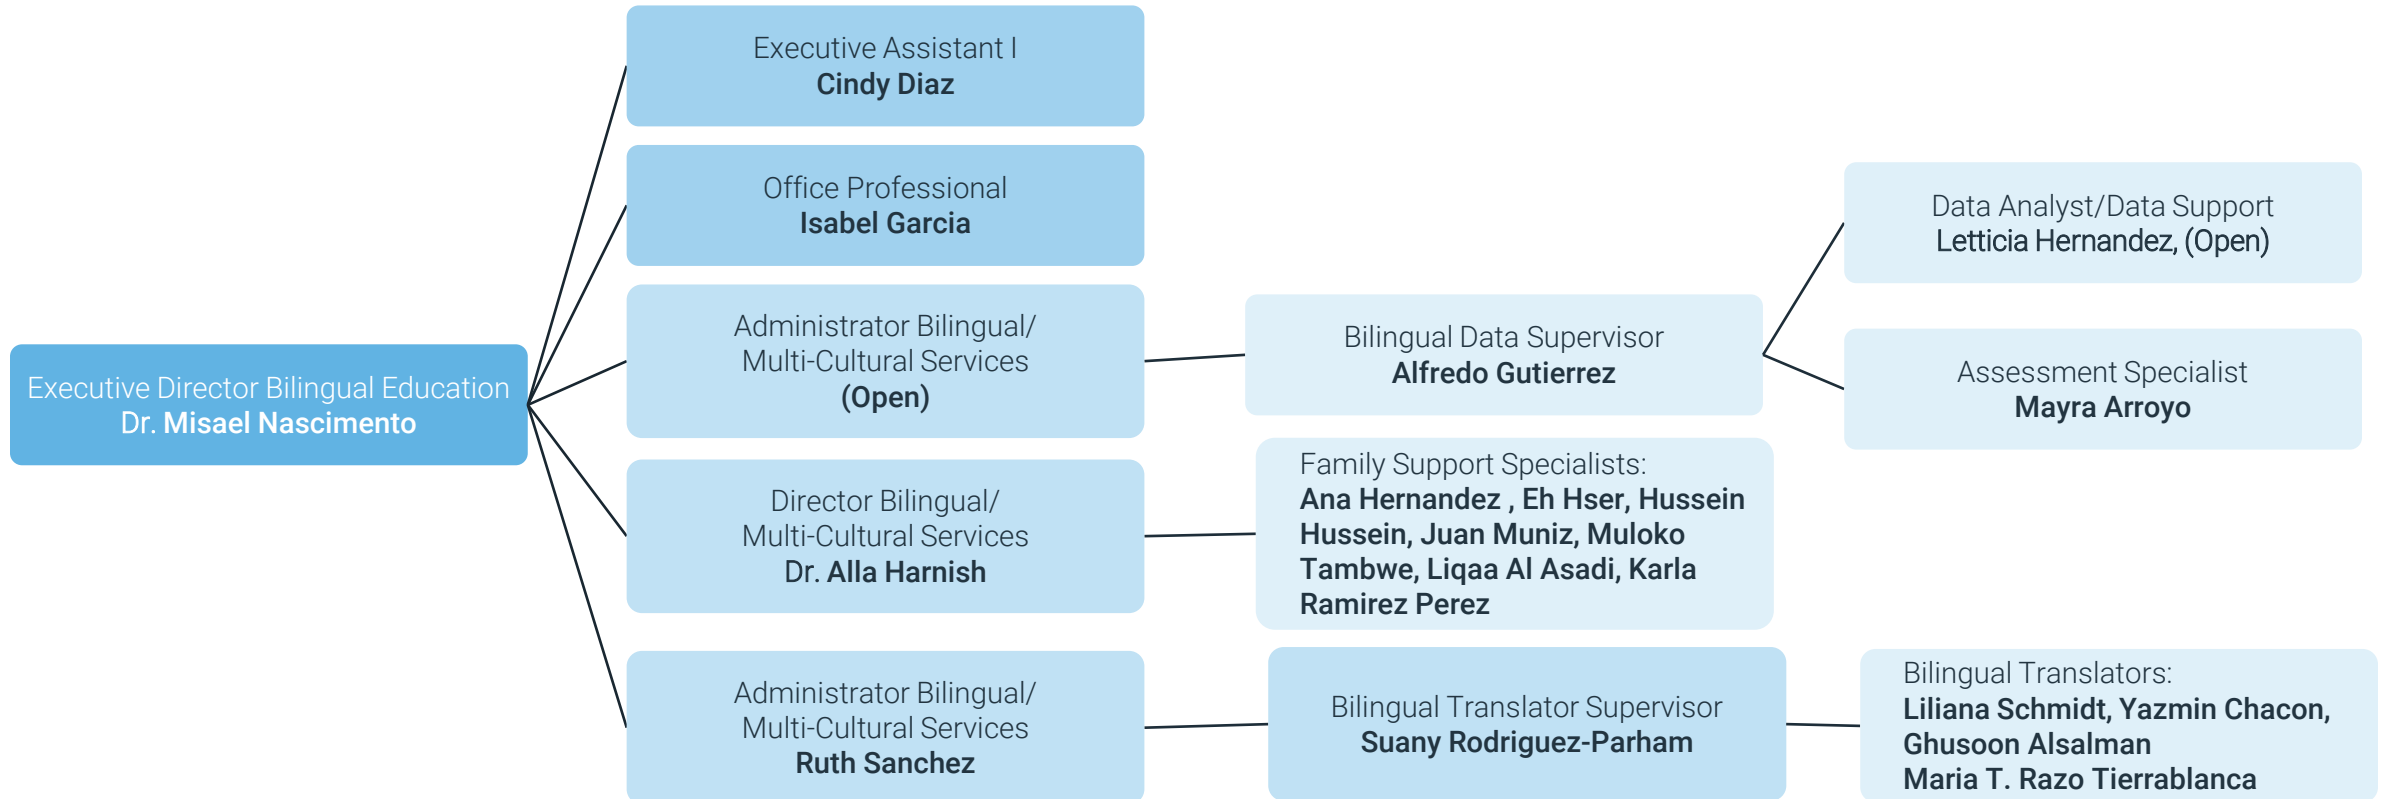 Executive Director Bilingual Education
Dr. Misael Nascimento
Executive Assistant I
Cindy Diaz
Office Professional
Isabel Garcia
Administrator Bilingual/
Multi-Cultural Services
(Open)
Director Bilingual/
Multi-Cultural Services
Dr. Alla Harnish
Administrator Bilingual/
Multi-Cultural Services
Ruth Sanchez
Bilingual Data Supervisor
Alfredo Gutierrez
Family Support Specialists:
Ana Hernandez , Eh Hser, Hussein
Hussein, Juan Muniz, Muloko
Tambwe, Liqaa Al Asadi, Karla
Ramirez Perez
Bilingual Translator Supervisor
Suany Rodriguez-Parham
Data Analyst/Data Support
Letticia Hernandez, (Open)
Assessment Specialist
Mayra Arroyo
Bilingual Translators:
Liliana Schmidt, Yazmin Chacon,
Ghusoon Alsalman
Maria T. Razo Tierrablanca